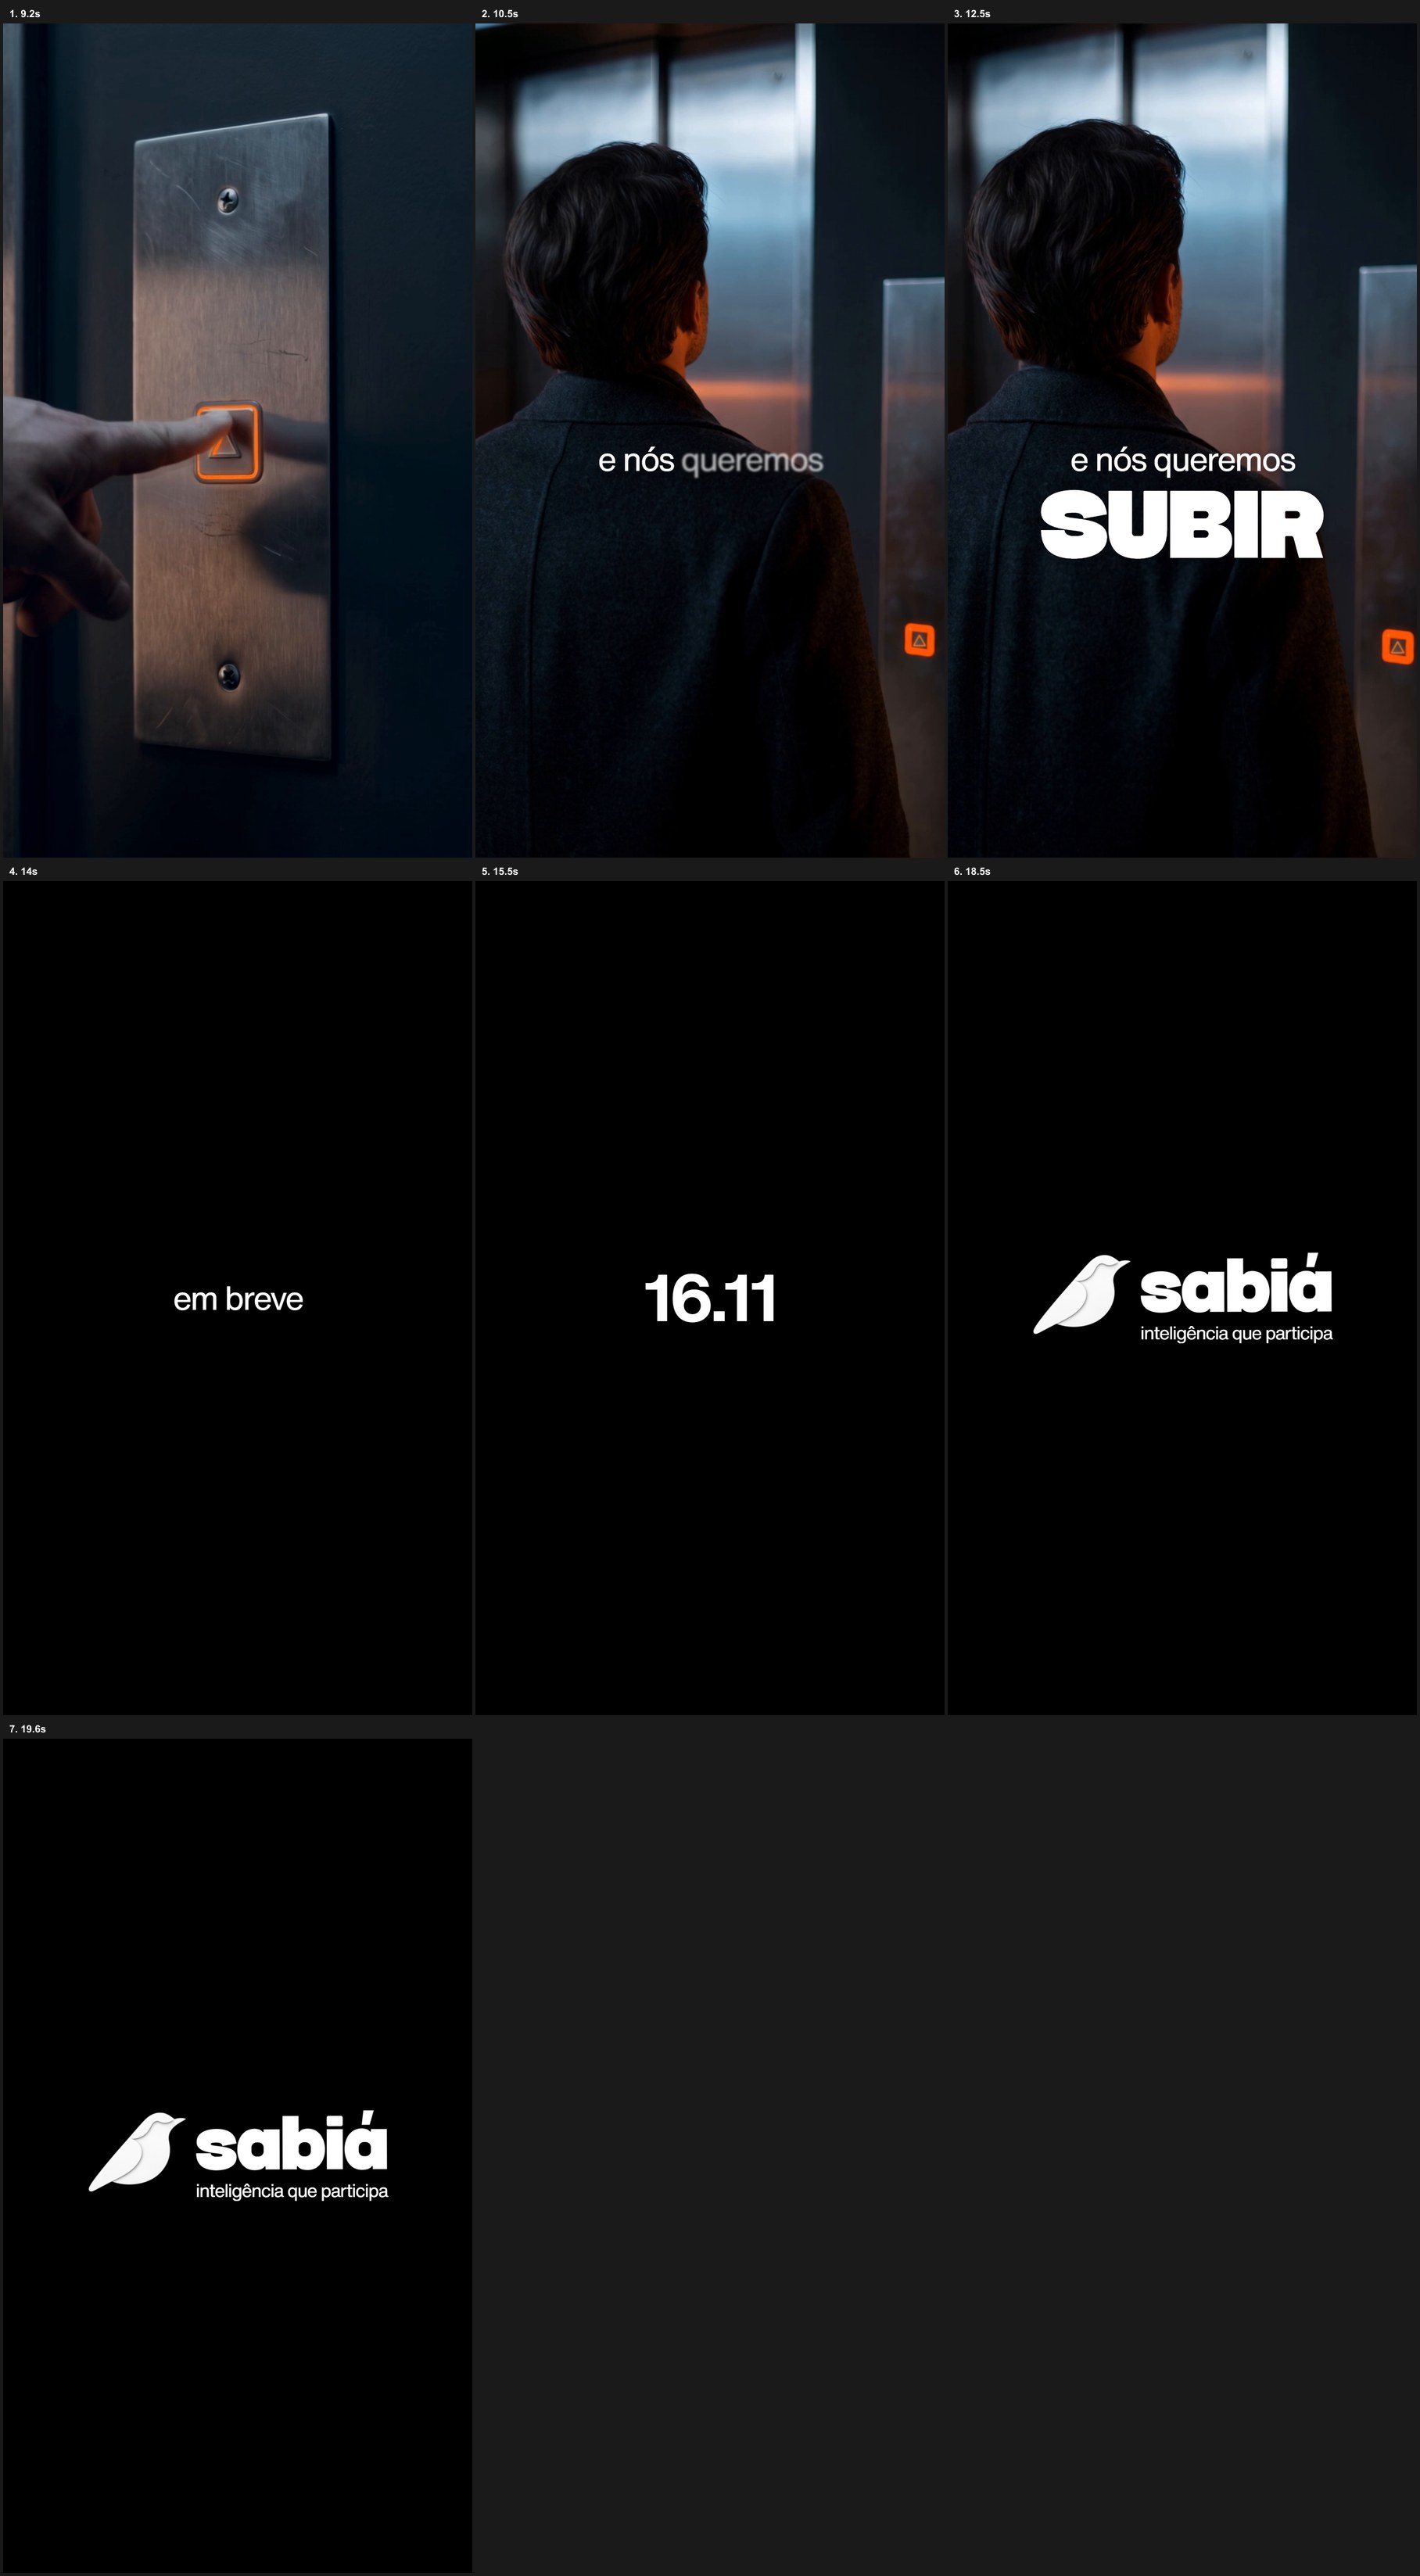 1. 9.2s
2. 10.5s
3. 12.5s
e nós queremos
e nós queremos
SUBIR
4. 14s
5. 15.5s
6. 18.5s
em breve
16.11
sabiá
inteligência que participa
7. 19.6s
sabiá
inteligência que participa